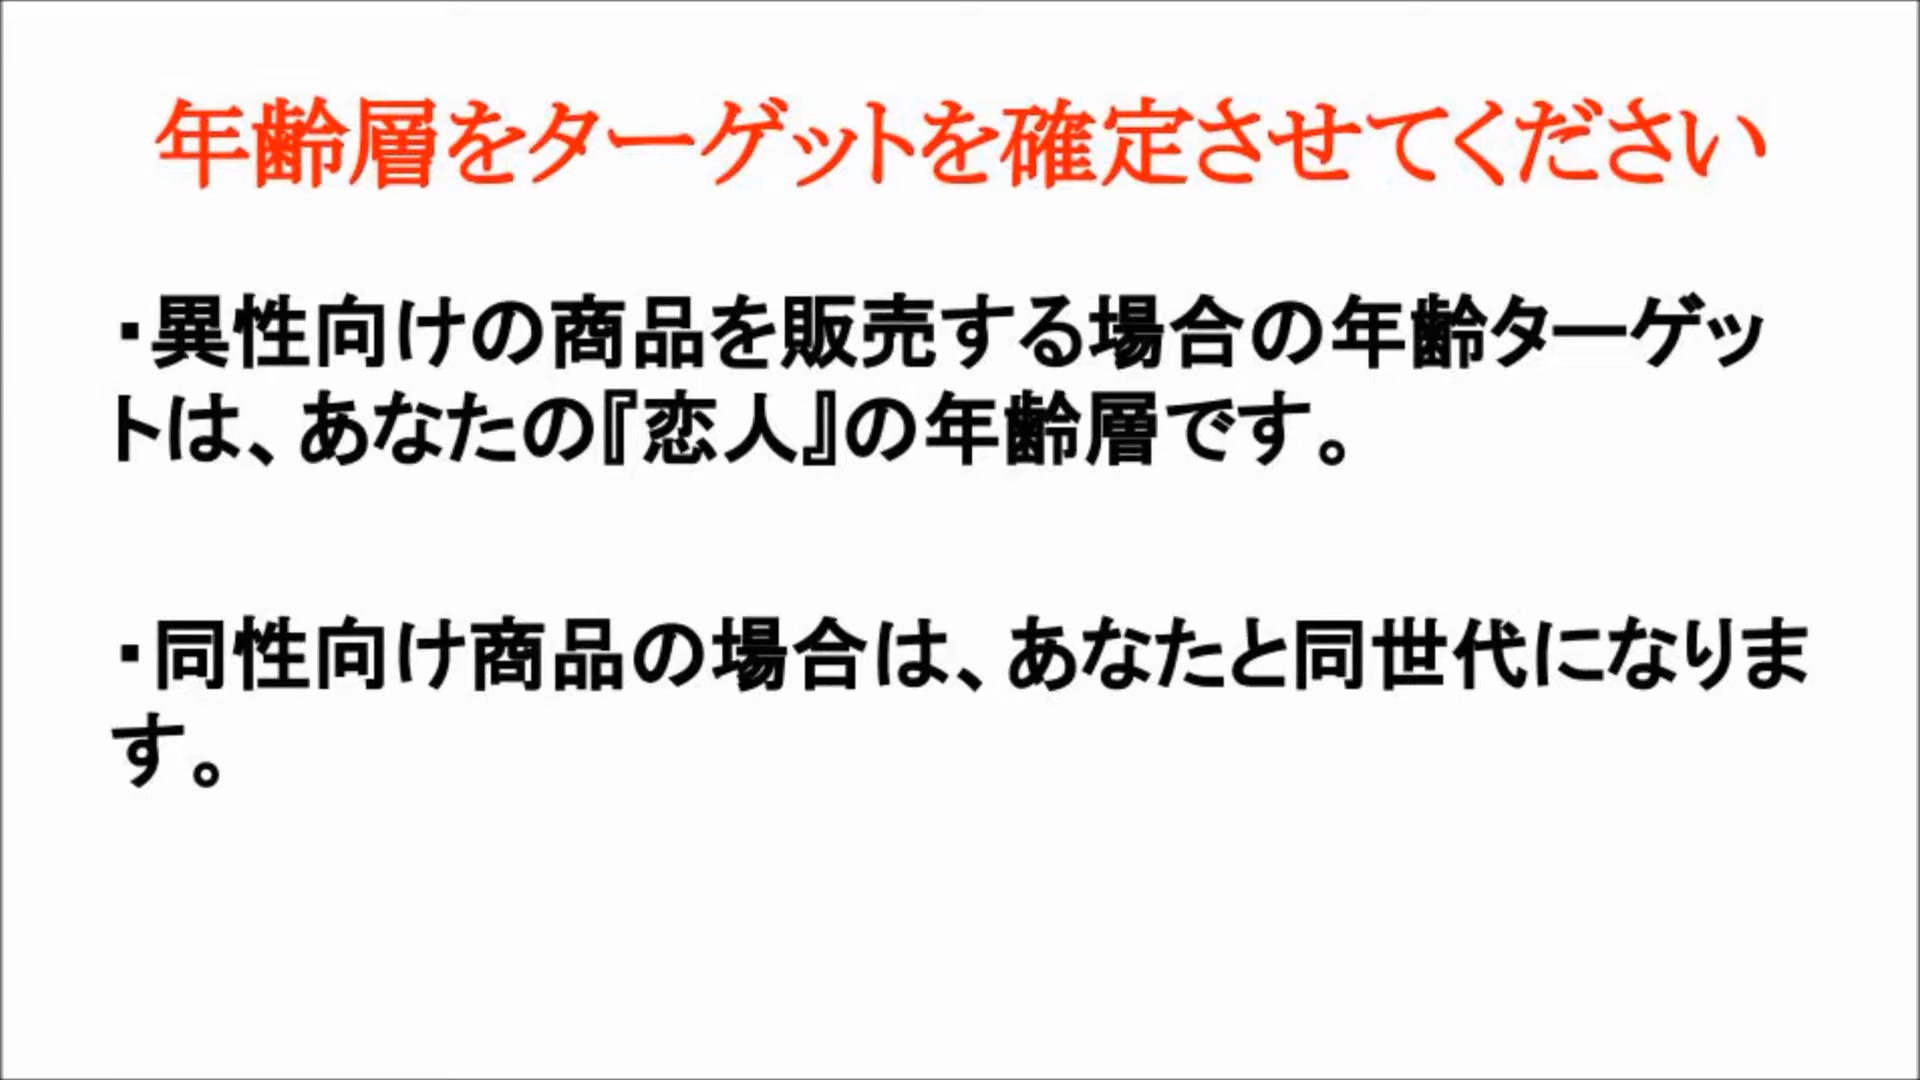 年齢層をターゲットを確定させてください
・異性向けの商品を販売する場合の年齢ターゲッ
トは、あなたの『恋人』の年齢層です。
・同性向け商品の場合は、あなたと同世代になりま
す。